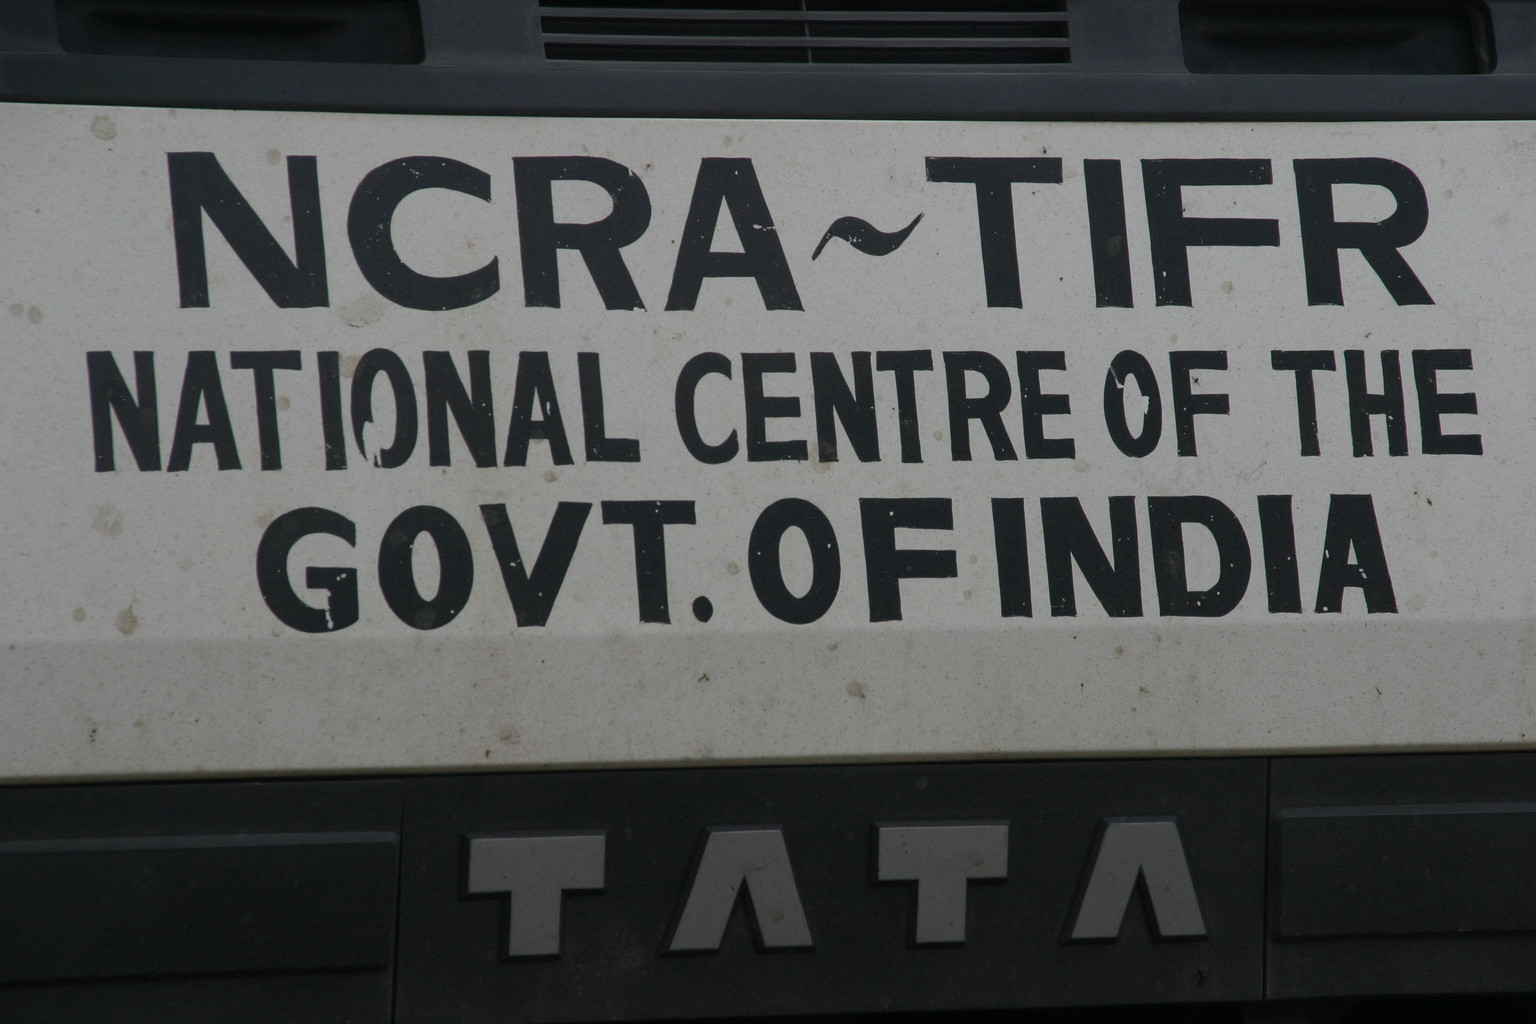 NCRA~TIFR
NATIONAL CENTRE OF THE
GOVT. OF INDIA
TATA